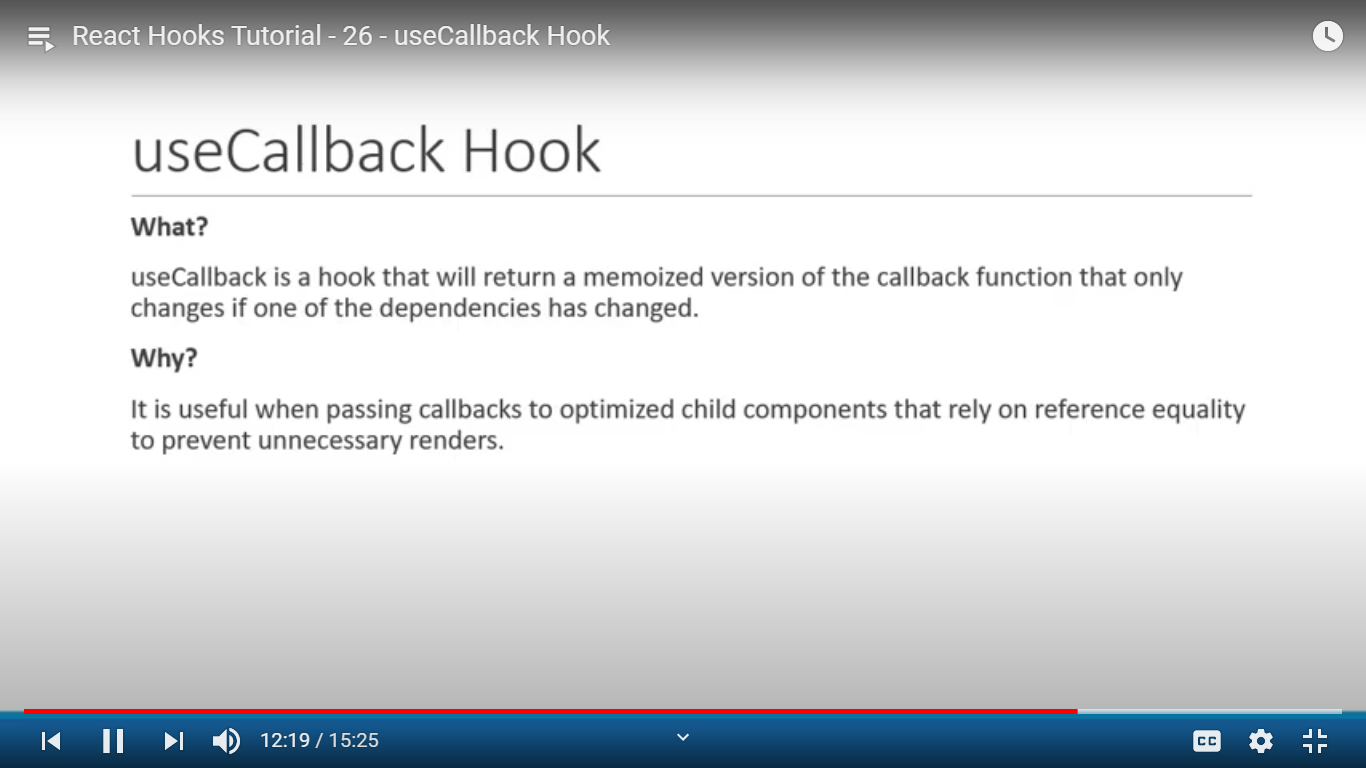 React Hooks Tutorial - 26 - useCallback Hook
useCallback Hook
What?
useCallback is a hook that will return a memoized version of the callback function that only
changes if one of the dependencies has changed.
Why?
It is useful when passing callbacks to optimized child components that rely on reference equality
to prevent unnecessary renders.
12:19 / 15:25
CC